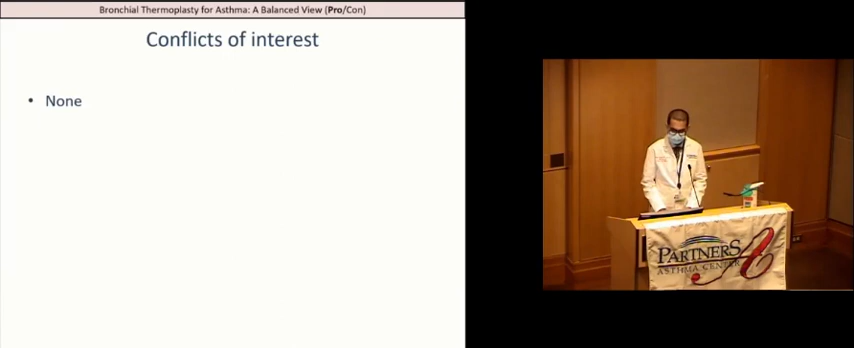 Bronchial Thermoplasty for Asthma: A Balanced View (Pro/Con)
Conflicts of interest
• None
PARTNERS
ASTHMA CENTER